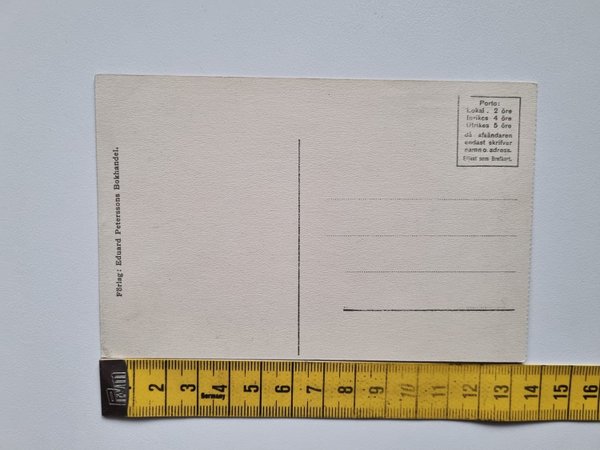 Porto:
Lokal . 2 öre
Inrikes 4 öre
Utrikes 5 öre
då afsändaren
endast skrifver
namn o. adress.
Eljest som Brefkort.
Förlag: Eduard Peterssons Bokhandel.
2 3 4 5 6 7 8 9 10 11 12 13 14 15 16
Germany